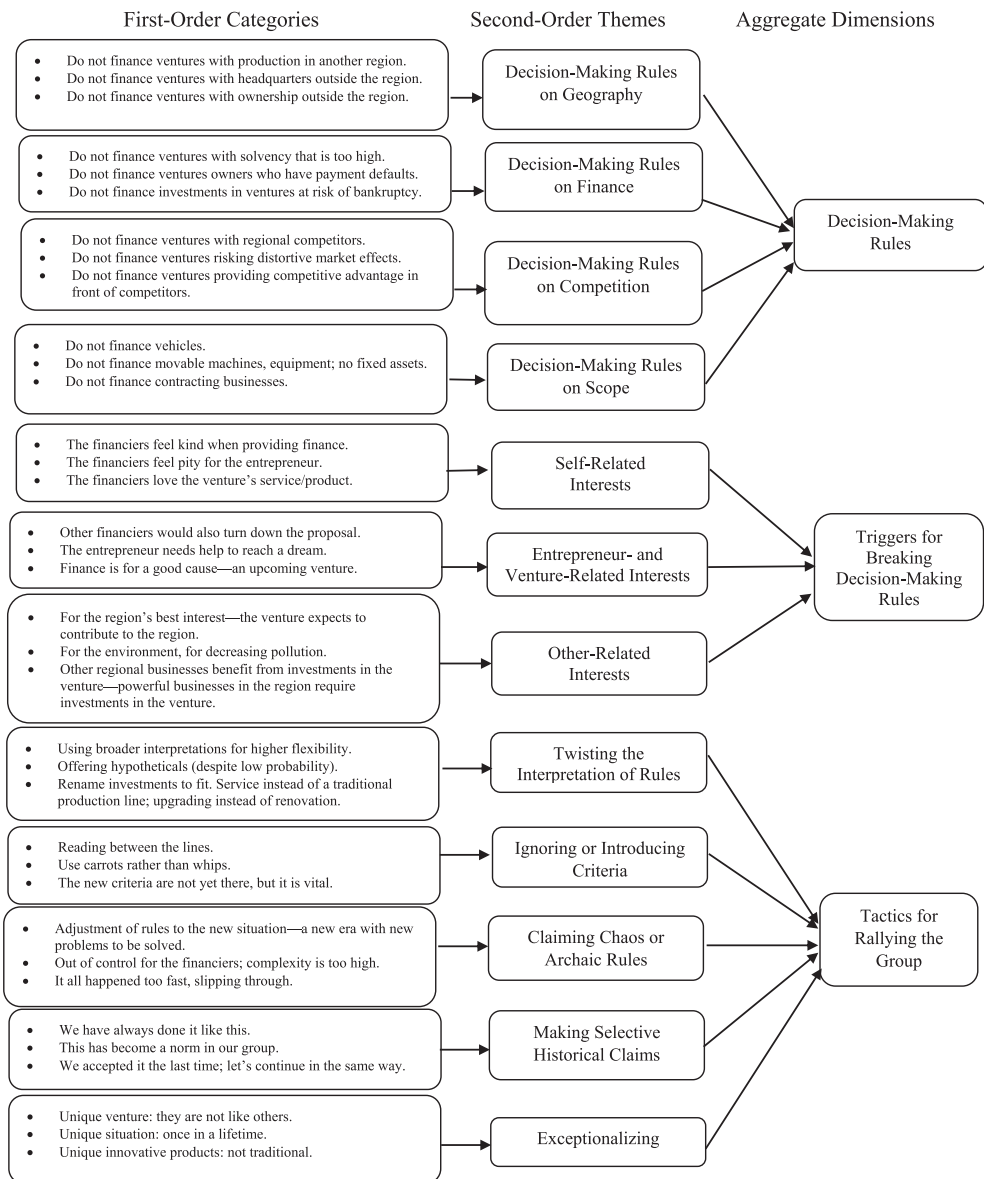 First-Order Categories
Second-Order Themes
Aggregate Dimensions
• Do not finance ventures with production in another region.
• Do not finance ventures with headquarters outside the region.
• Do not finance ventures with ownership outside the region.
Decision-Making Rules
on Geography
• Do not finance ventures with solvency that is too high.
• Do not finance ventures owners who have payment defaults.
• Do not finance investments in ventures at risk of bankruptcy.
Decision-Making Rules
on Finance
• Do not finance ventures with regional competitors.
• Do not finance ventures risking distortive market effects.
• Do not finance ventures providing competitive advantage in
front of competitors.
Decision-Making Rules
on Competition
• Do not finance vehicles.
• Do not finance movable machines, equipment; no fixed assets.
• Do not finance contracting businesses.
Decision-Making Rules
on Scope
Decision-Making
Rules
• The financiers feel kind when providing finance.
• The financiers feel pity for the entrepreneur.
• The financiers love the venture’s service/product.
Self-Related
Interests
• Other financiers would also turn down the proposal.
• The entrepreneur needs help to reach a dream.
• Finance is for a good cause—an upcoming venture.
Entrepreneur- and
Venture-Related Interests
• For the region’s best interest—the venture expects to
contribute to the region.
• For the environment, for decreasing pollution.
• Other regional businesses benefit from investments in the
venture—powerful businesses in the region require
investments in the venture.
Other-Related
Interests
Triggers for
Breaking
Decision-Making
Rules
• Using broader interpretations for higher flexibility.
• Offering hypotheticals (despite low probability).
• Rename investments to fit. Service instead of a traditional
production line; upgrading instead of renovation.
Twisting the
Interpretation of Rules
• Reading between the lines.
• Use carrots rather than whips.
• The new criteria are not yet there, but it is vital.
Ignoring or Introducing
Criteria
• Adjustment of rules to the new situation—a new era with new
problems to be solved.
• Out of control for the financiers; complexity is too high.
• It all happened too fast, slipping through.
Claiming Chaos or
Archaic Rules
• We have always done it like this.
• This has become a norm in our group.
• We accepted it the last time; let’s continue in the same way.
Making Selective
Historical Claims
• Unique venture: they are not like others.
• Unique situation: once in a lifetime.
• Unique innovative products: not traditional.
Exceptionalizing
Tactics for
Rallying the
Group